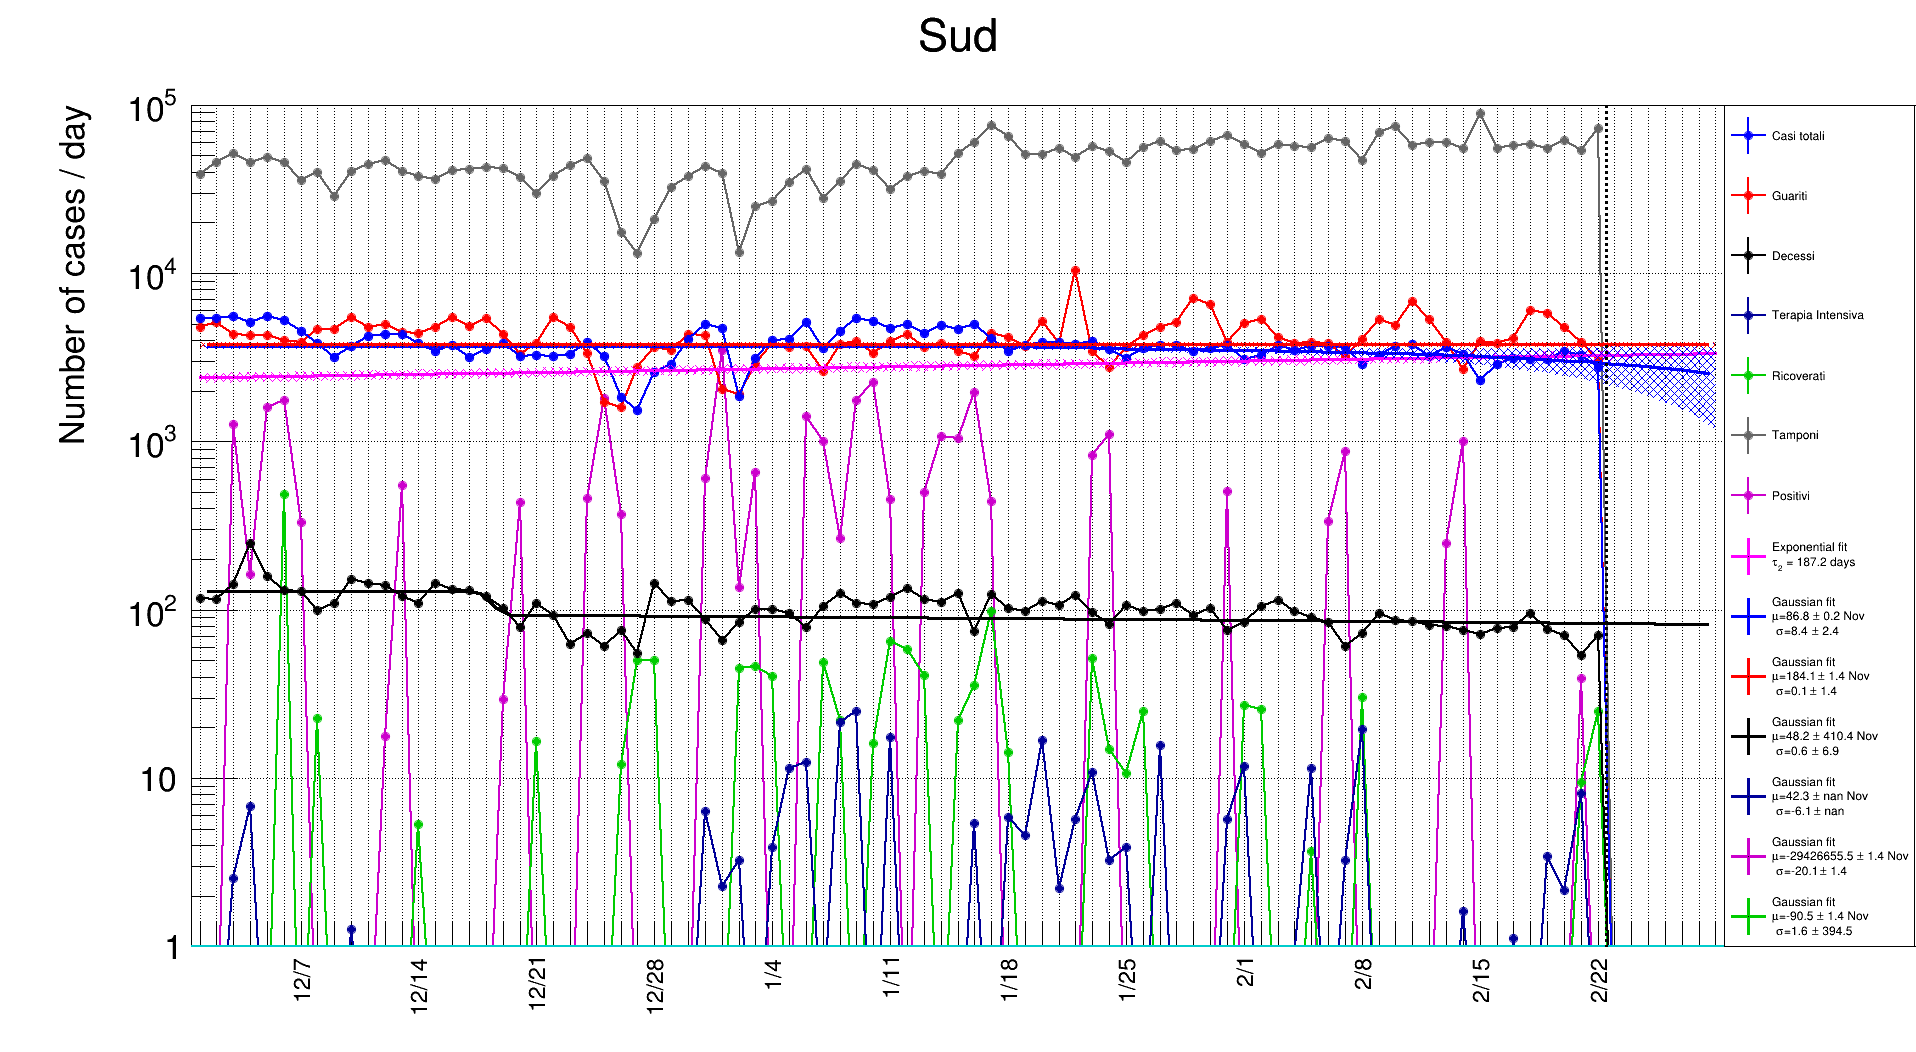 Sud
Number of cases / day
10^5
10^4
10^3
10^2
10
1
12/7
12/14
12/21
12/28
1/4
1/11
1/18
1/25
2/1
2/8
2/15
2/22
Casi totali
Guariti
Decessi
Terapia Intensiva
Ricoverati
Tamponi
Positivi
Exponential fit
τ_2 = 187.2 days
Gaussian fit
μ=86.8 ± 0.2 Nov
σ=8.4 ± 2.4
Gaussian fit
μ=184.1 ± 1.4 Nov
σ=0.1 ± 1.4
Gaussian fit
μ=48.2 ± 410.4 Nov
σ=0.6 ± 6.9
Gaussian fit
μ=42.3 ± nan Nov
σ=-6.1 ± nan
Gaussian fit
μ=-29426655.5 ± 1.4 Nov
σ=-20.1 ± 1.4
Gaussian fit
μ=-90.5 ± 1.4 Nov
σ=1.6 ± 394.5